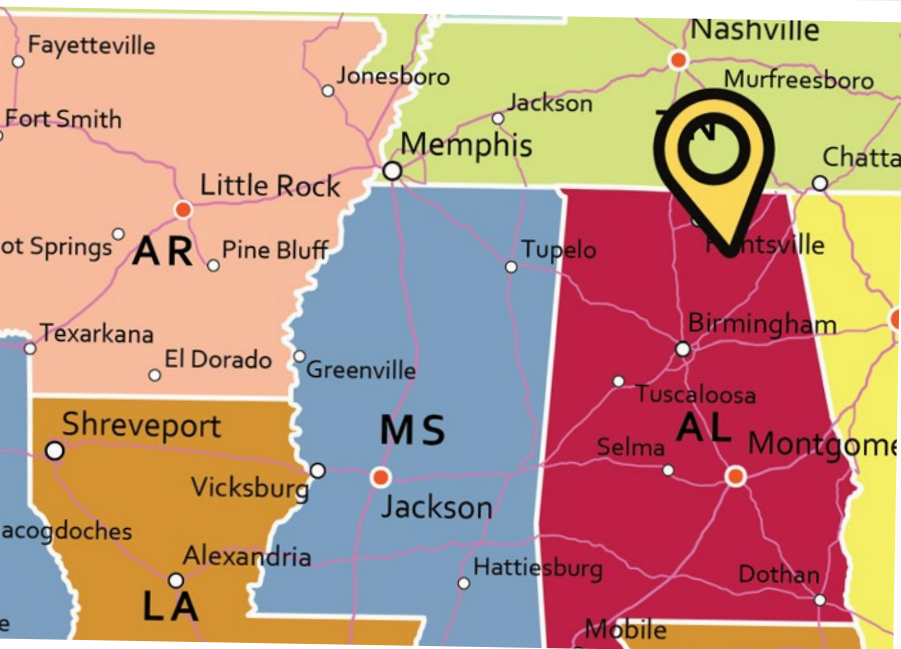 Nashville
Fayetteville
Jonesboro
Murfreesboro
Jackson
Fort Smith
Memphis
Chatta
Little Rock
ot Springs
AR
Pine Bluff
Tupelo
Birmingham
Texarkana
El Dorado
Greenville
Tuscaloosa
Shreveport
MS
AL
Montgome
Selma
Vicksburg
Jackson
acogdoches
Alexandria
Hattiesburg
Dothan
LA
e
Mobile